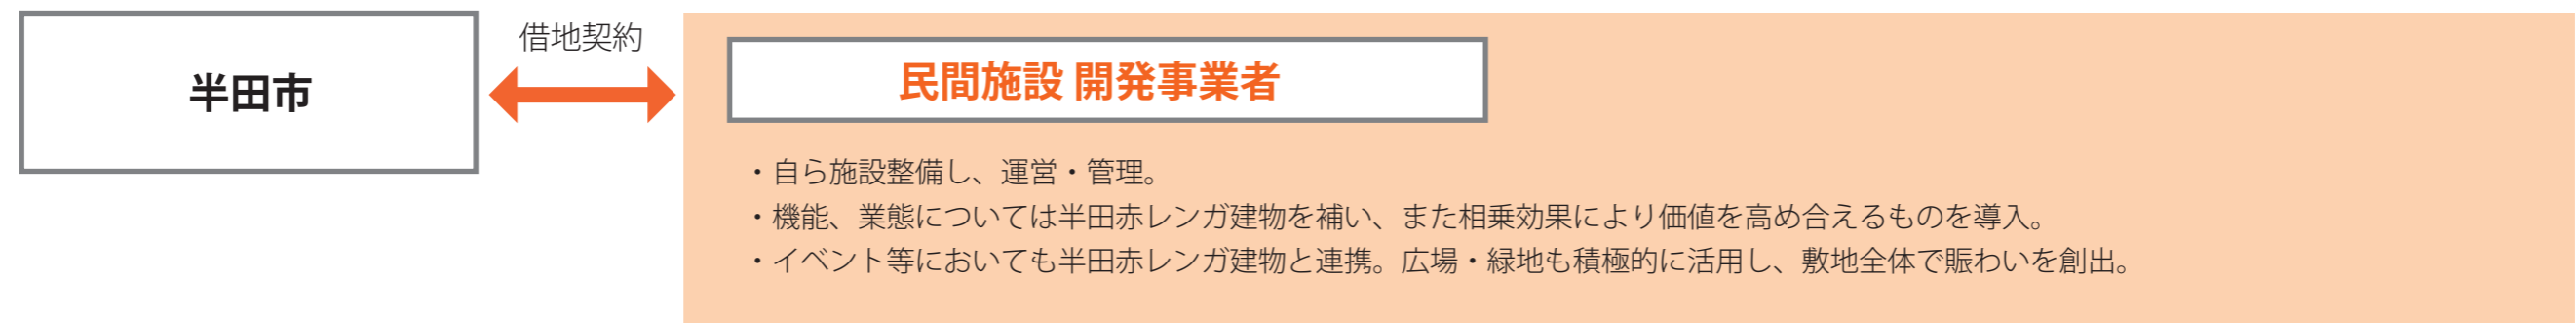 半田市
借地契約
民間施設 開発事業者
・自ら施設整備し、運営・管理。
・機能、業態については半田赤レンガ建物を補い、また相乗効果により価値を高め合えるものを導入。
・イベント等においても半田赤レンガ建物と連携。広場・緑地も積極的に活用し、敷地全体で賑わいを創出。